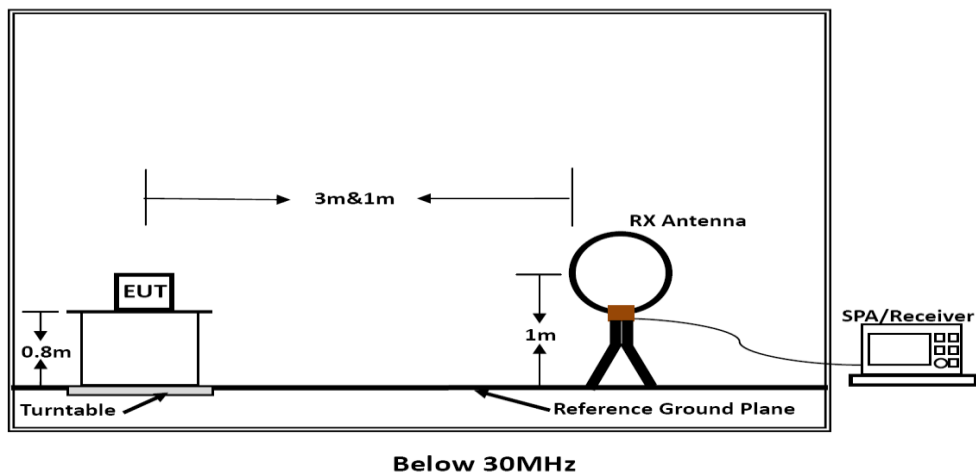 3m&1m
RX Antenna
EUT
SPA/Receiver
0.8m
1m
Turntable
Reference Ground Plane
Below 30MHz